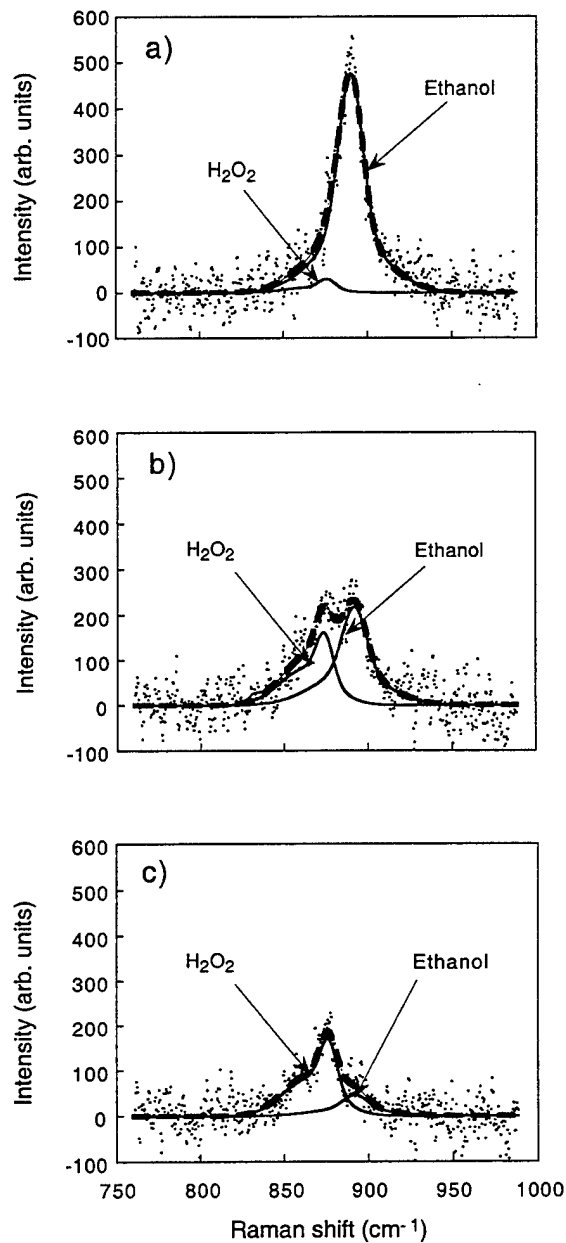 a)
Intensity (arb. units)
600
500
400
300
200
100
0
-100
Ethanol
H₂O₂
b)
Intensity (arb. units)
600
500
400
300
200
100
0
-100
H₂O₂
Ethanol
c)
Intensity (arb. units)
600
500
400
300
200
100
0
-100
H₂O₂
Ethanol
750 800 850 900 950 1000
Raman shift (cm⁻¹)